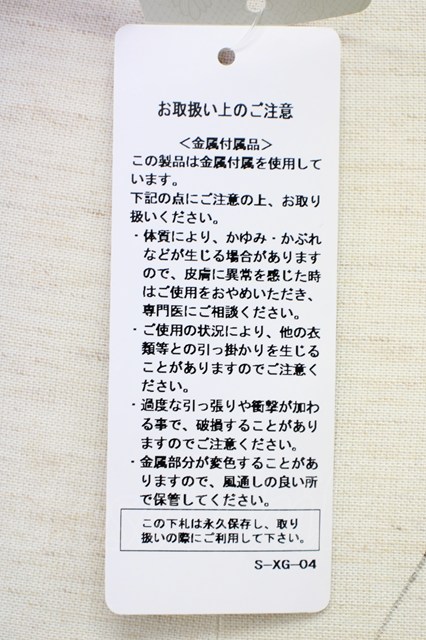 お取扱い上のご注意
＜金属付属品＞
この製品は金属付属を使用して
います。
下記の点にご注意の上、お取り
扱いください。
・体質により、かゆみ・かぶれ
などが生じる場合があります
ので、皮膚に異常を感じた時
はご使用をおやめいただき、
専門医にご相談ください。
・ご使用の状況により、他の衣
類等との引っ掛かりを生じる
ことがありますのでご注意く
ださい。
・過度な引っ張りや衝撃が加わ
る事で、破損することがあり
ますのでご注意ください。
・金属部分が変色することがあ
りますので、風通しの良い所
で保管してください。
この下札は永久保存し、取り
扱いの際にご利用して下さい。
S-XG-04